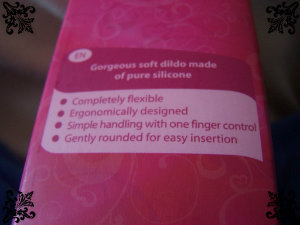 EN
Gorgeous soft dildo made
of pure silicone
• Completely flexible
• Ergonomically designed
• Simple handling with one finger control
• Gently rounded for easy insertion